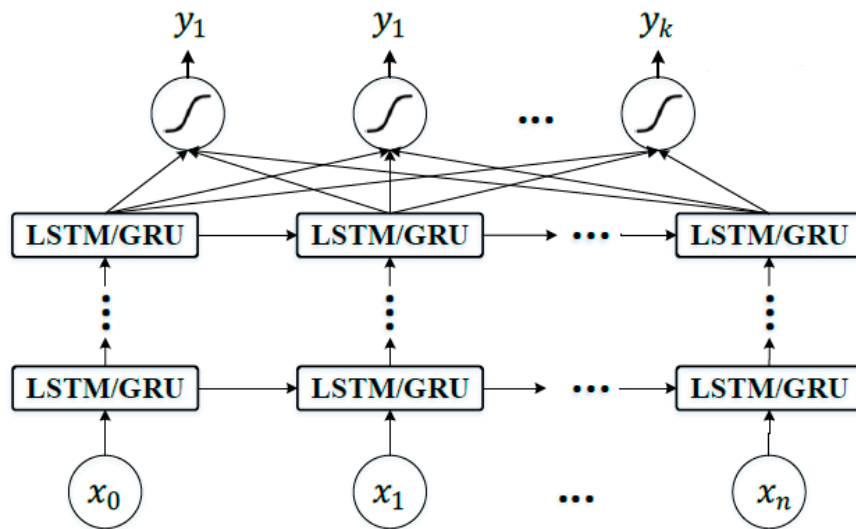 y₁ y₁ yₖ
...
LSTM/GRU LSTM/GRU ... LSTM/GRU
... ... ...
LSTM/GRU LSTM/GRU ... LSTM/GRU
x₀ x₁ ... xₙ